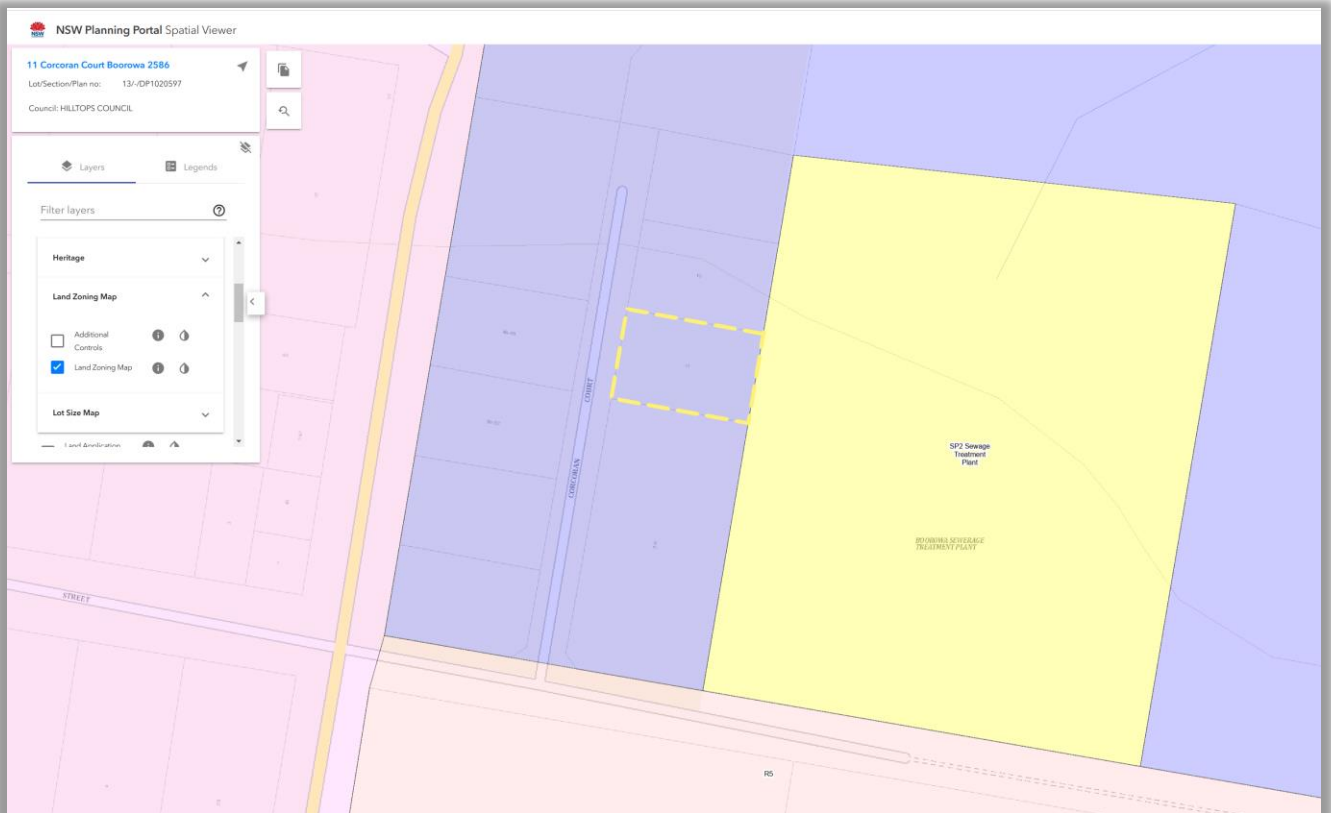 NSW Planning Portal Spatial Viewer
11 Corcoran Court Boorowa 2586
Lot/Section/Plan no: 13/-/DP1020597
Council: HILLTOPS COUNCIL
Layers
Legends
Filter layers
Heritage
Land Zoning Map
Additional
Controls
Land Zoning Map
Lot Size Map
Land Application
COURT
CORCORAN
STREET
SP2 Sewage
Treatment
Plant
BOOROWA SEWERAGE
TREATMENT PLANT
R5